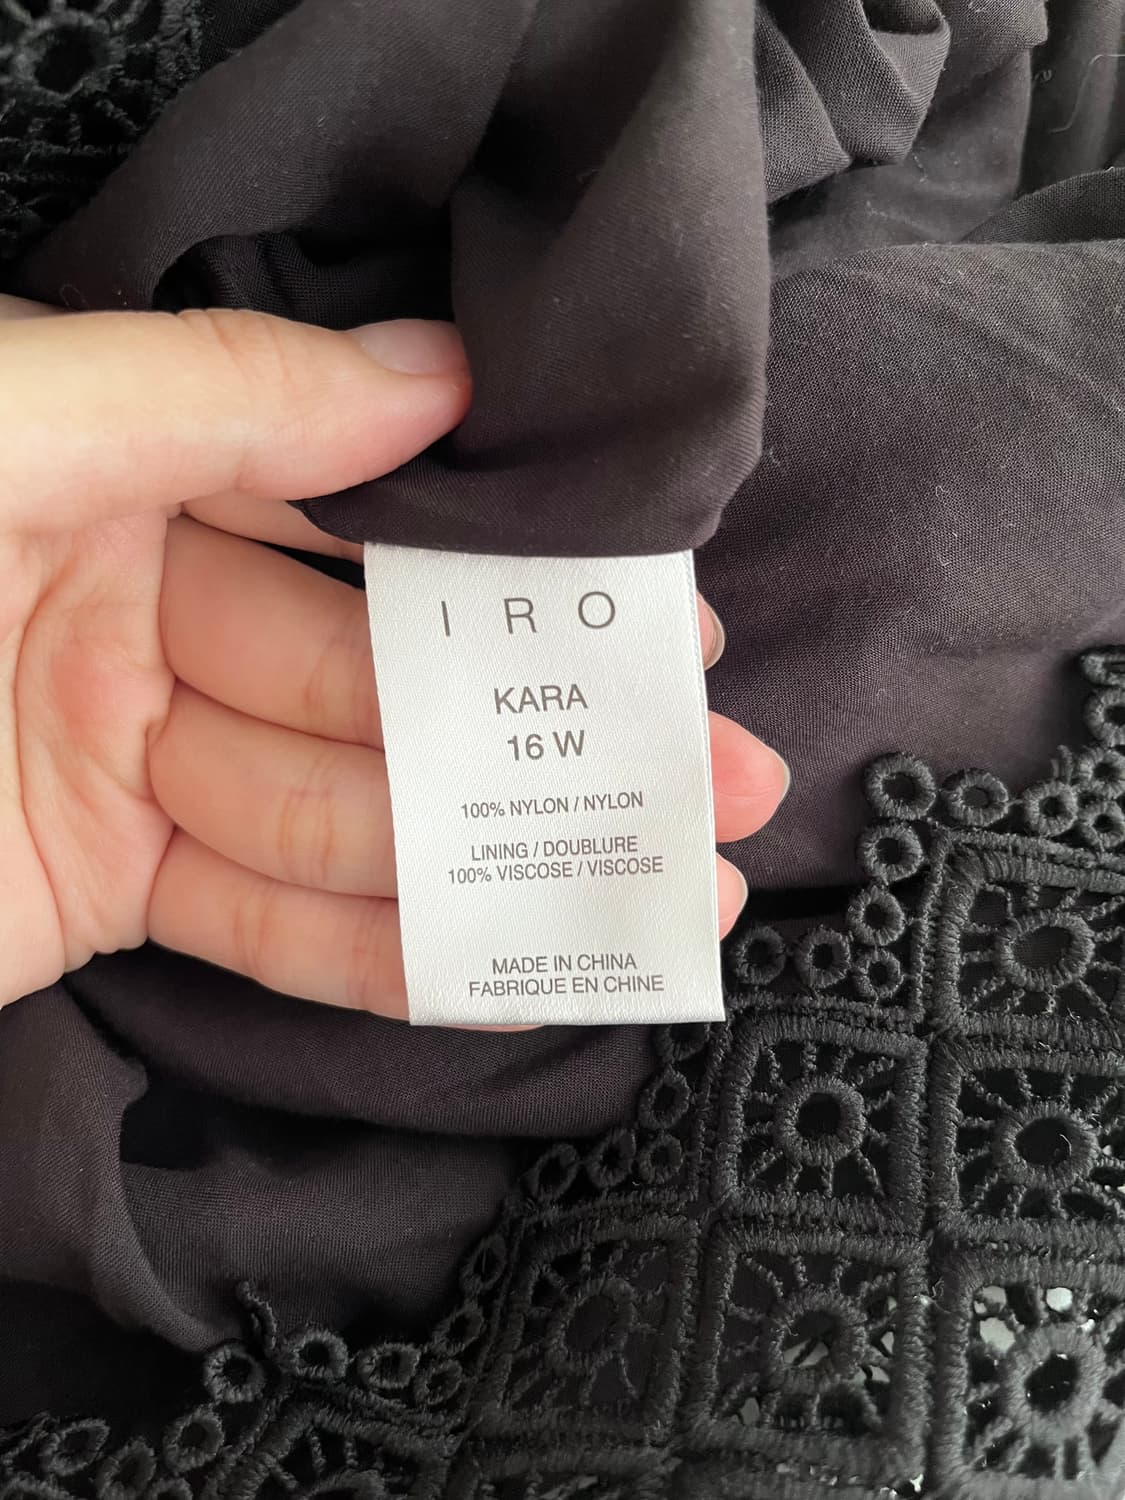 I R O
KARA
16 W
100% NYLON / NYLON
LINING / DOUBLURE
100% VISCOSE / VISCOSE
MADE IN CHINA
FABRIQUE EN CHINE